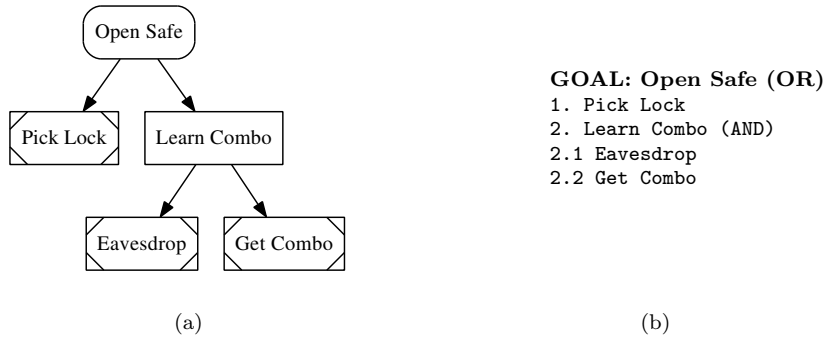 Open Safe
Pick Lock
Learn Combo
Eavesdrop
Get Combo
(a)
GOAL: Open Safe (OR)
1. Pick Lock
2. Learn Combo (AND)
2.1 Eavesdrop
2.2 Get Combo
(b)